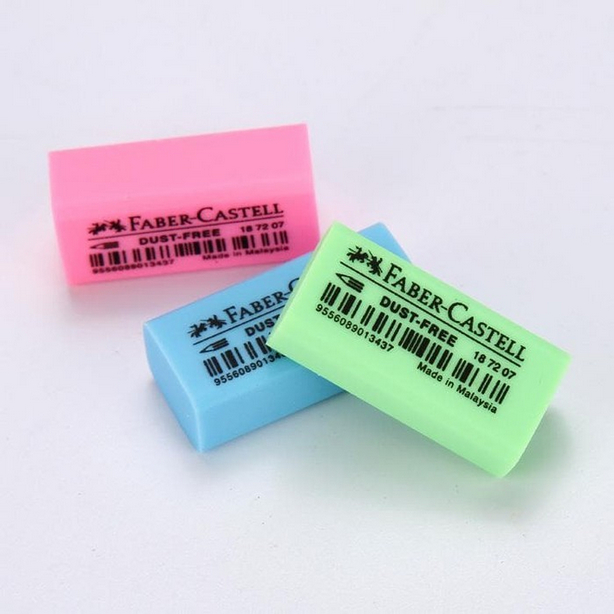 FABER-CASTELL
DUST-FREE 18 72 07
9556089013437 Made in Malaysia
FABER-C
DUST
95560890134
FABER-CASTELL
DUST-FREE 18 72 07
9556089013437 Made in Malaysia